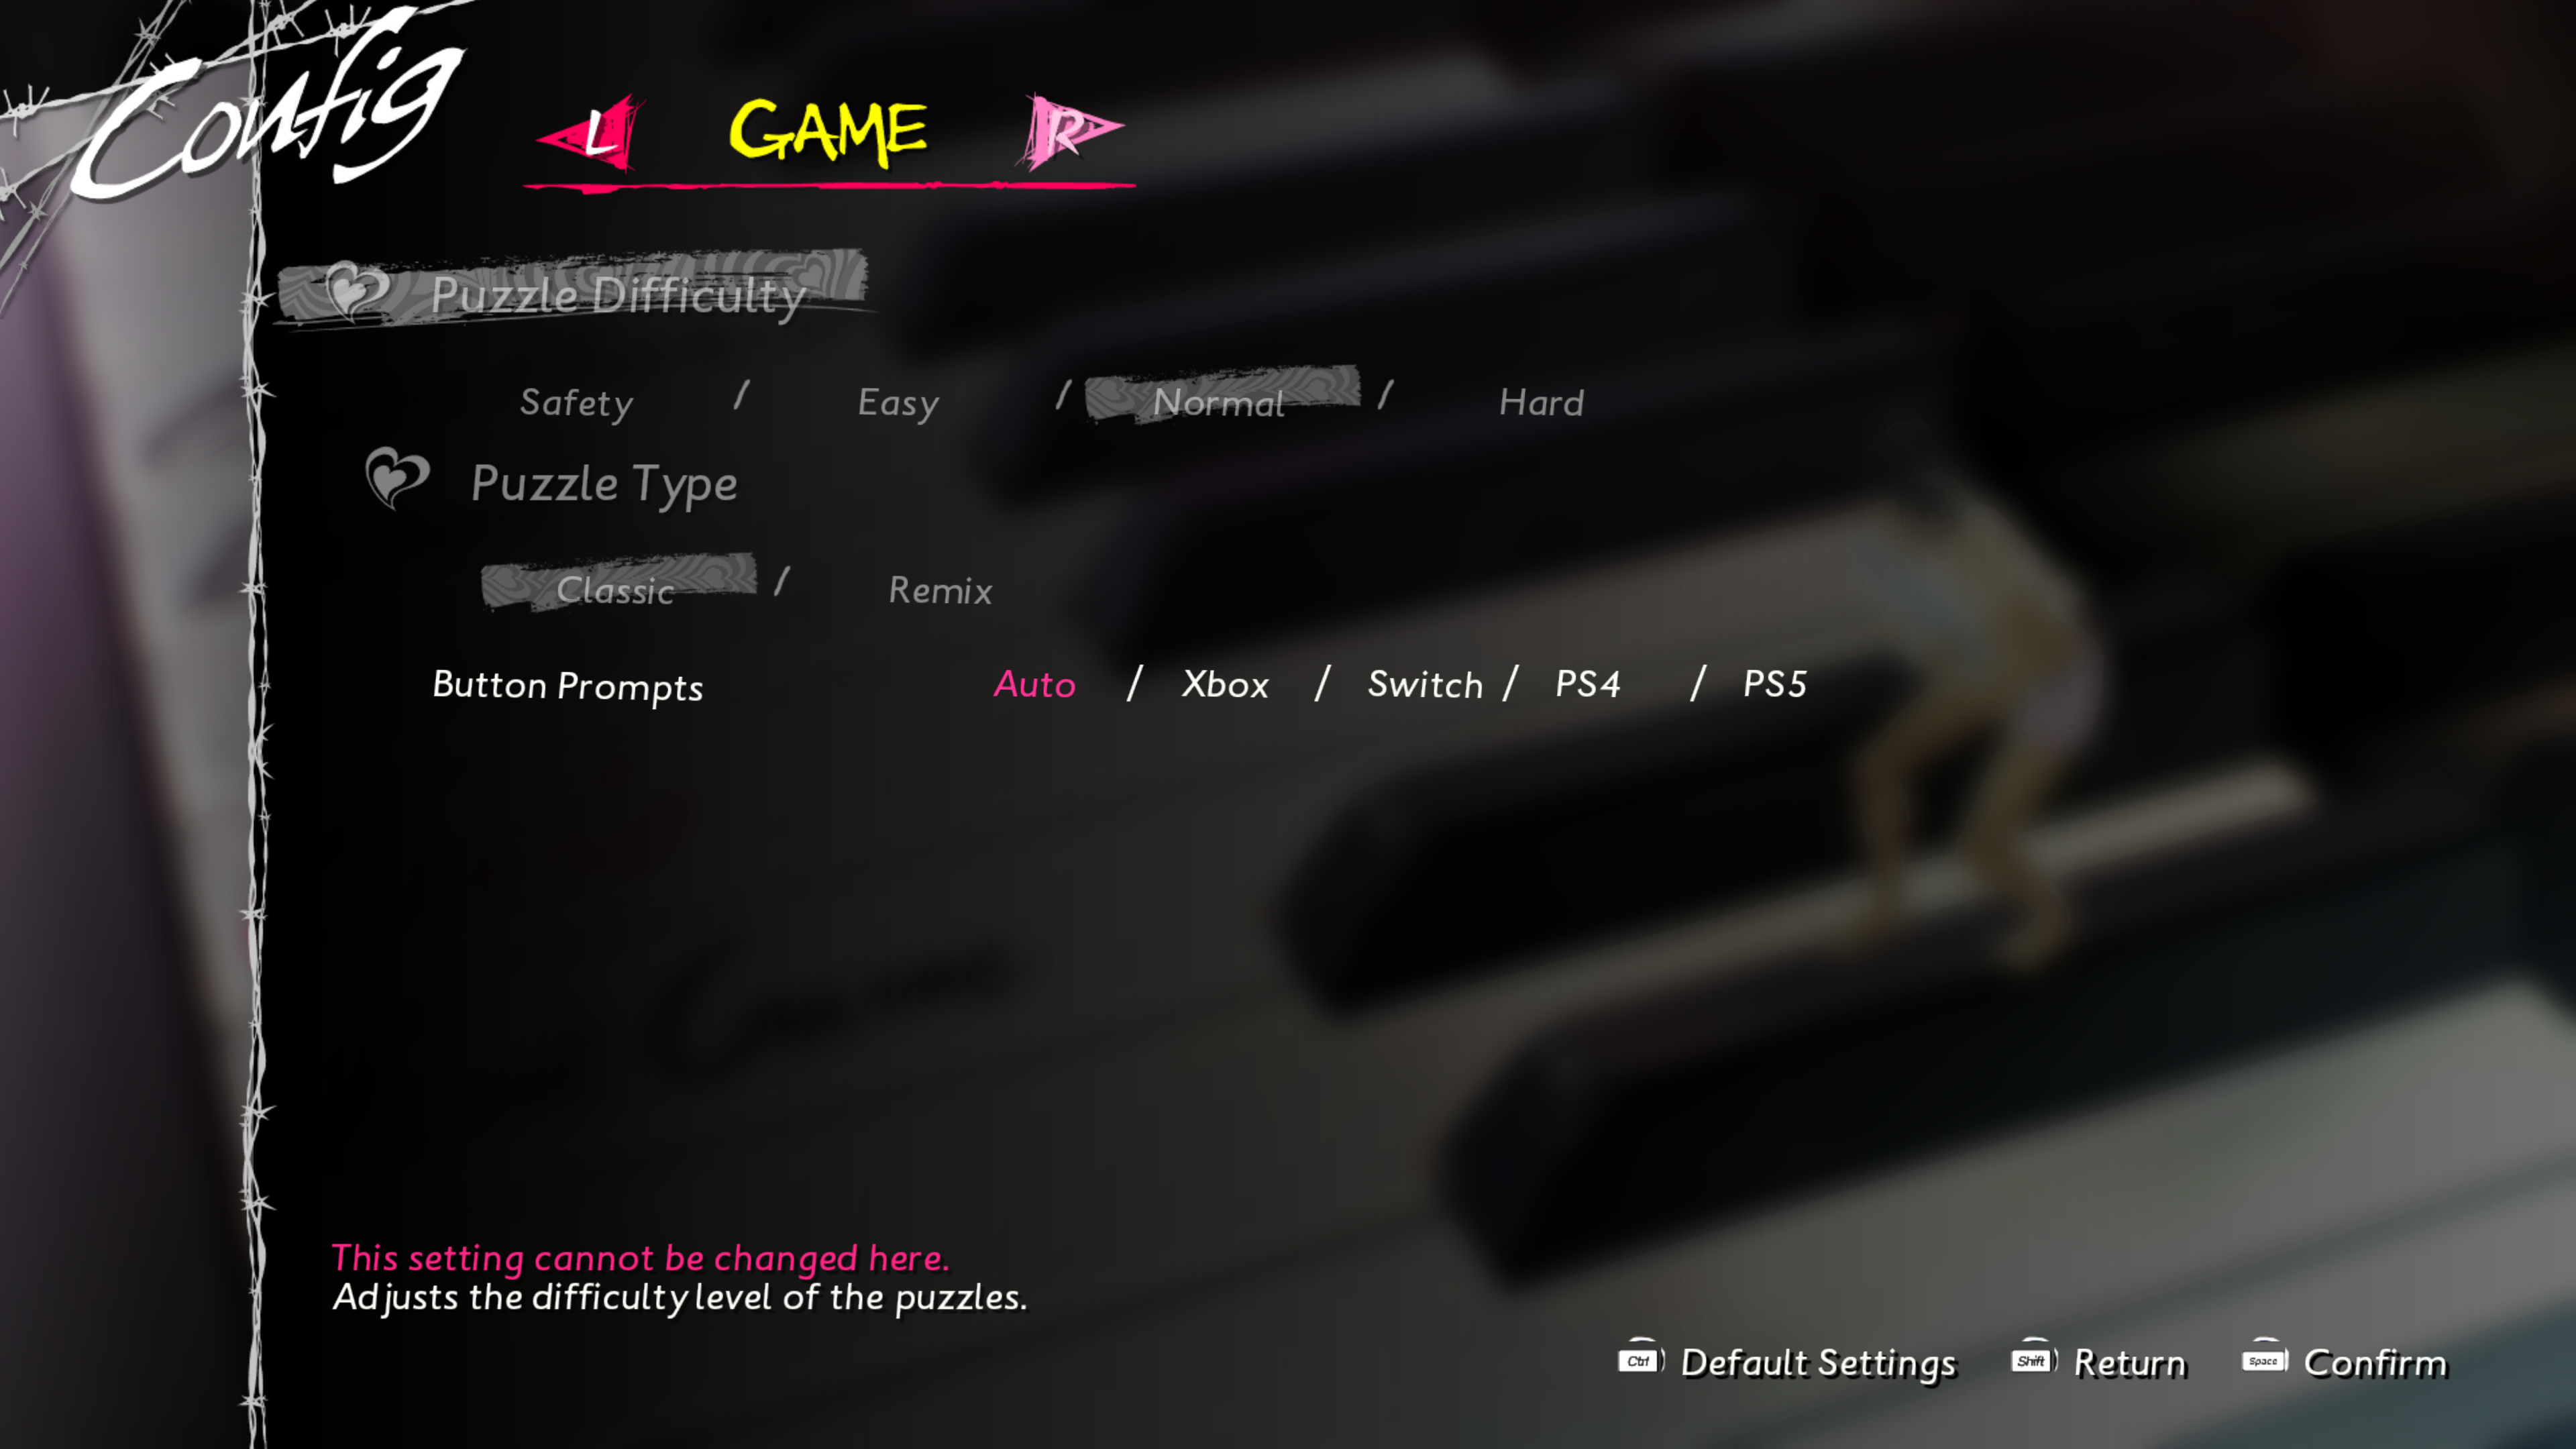 Config
L GAME R
Puzzle Difficulty
Safety / Easy / Normal / Hard
Puzzle Type
Classic / Remix
Button Prompts Auto / Xbox / Switch / PS4 / PS5
This setting cannot be changed here.
Adjusts the difficulty level of the puzzles.
Ctrl Default Settings Shift Return Space Confirm